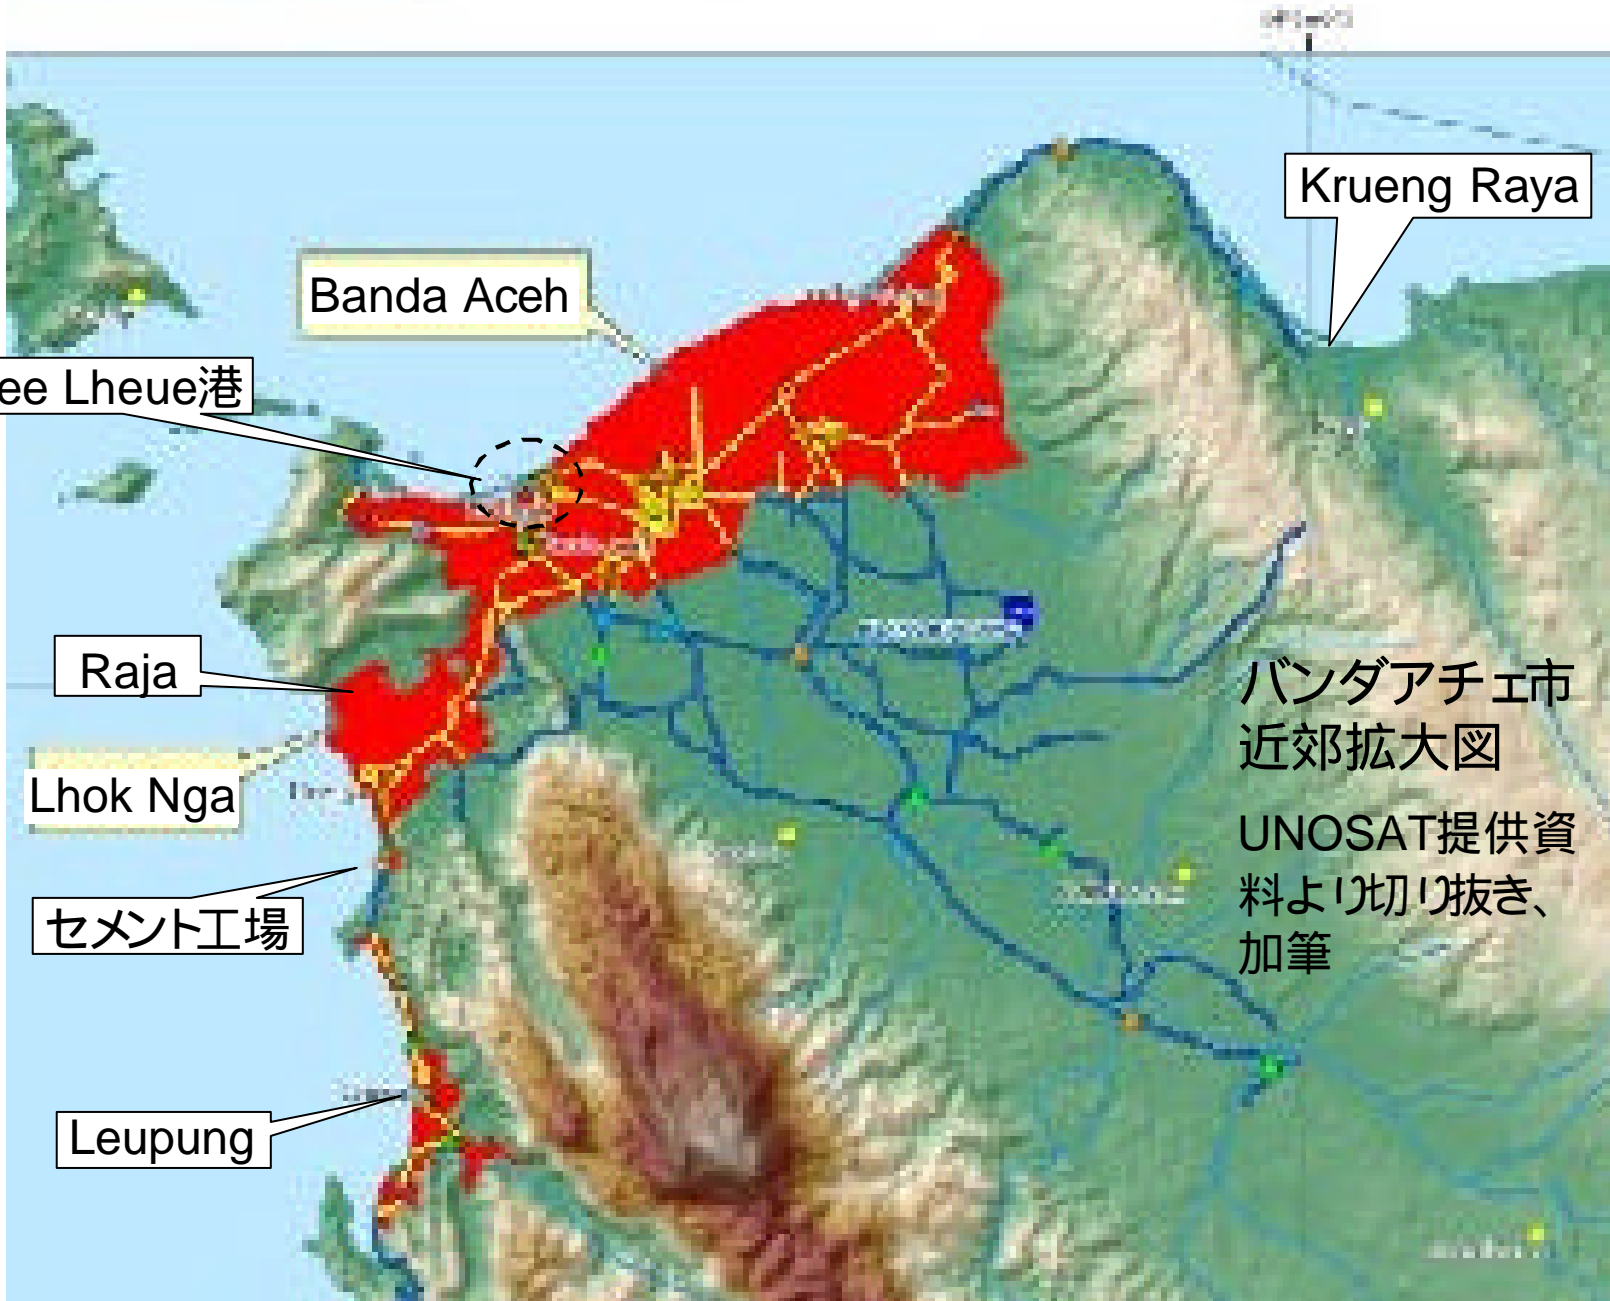 Krueng Raya
Banda Aceh
ee Lheue港
Raja
Lhok Nga
セメント工場
Leupung
バンダアチェ市
近郊拡大図
UNOSAT提供資
料より切り抜き、
加筆